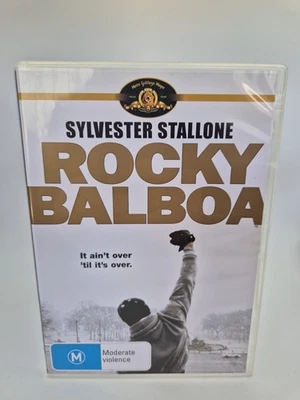 SYLVESTER STALLONE
ROCKY
BALBOA
It ain't over
'til it's over.
M
Moderate
violence